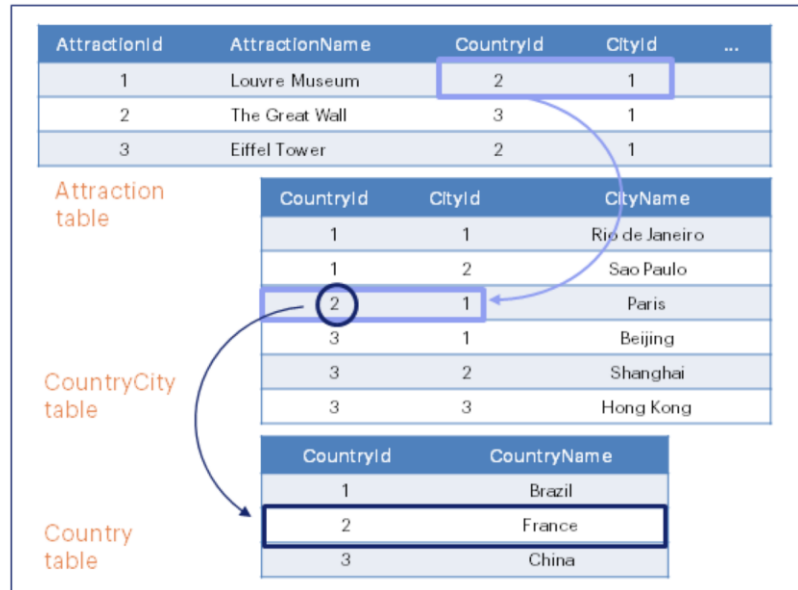 AttractionId AttractionName CountryId CityId ...
1 Louvre Museum 2 1
2 The Great Wall 3 1
3 Eiffel Tower 2 1
Attraction
table
CountryId CityId CityName
1 1 Rio de Janeiro
1 2 Sao Paulo
2 1 Paris
3 1 Beijing
3 2 Shanghai
3 3 Hong Kong
CountryCity
table
CountryId CountryName
1 Brazil
2 France
3 China
Country
table